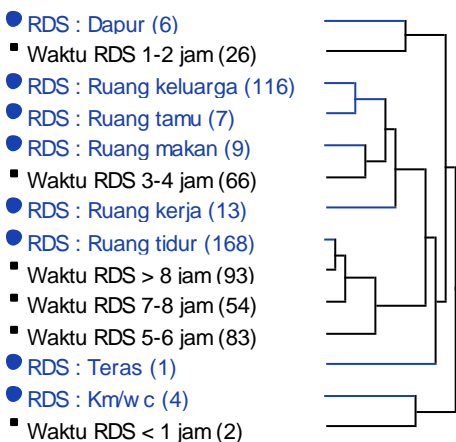 RDS : Dapur (6)
Waktu RDS 1-2 jam (26)
RDS : Ruang keluarga (116)
RDS : Ruang tamu (7)
RDS : Ruang makan (9)
Waktu RDS 3-4 jam (66)
RDS : Ruang kerja (13)
RDS : Ruang tidur (168)
Waktu RDS > 8 jam (93)
Waktu RDS 7-8 jam (54)
Waktu RDS 5-6 jam (83)
RDS : Teras (1)
RDS : Km/wc (4)
Waktu RDS < 1 jam (2)